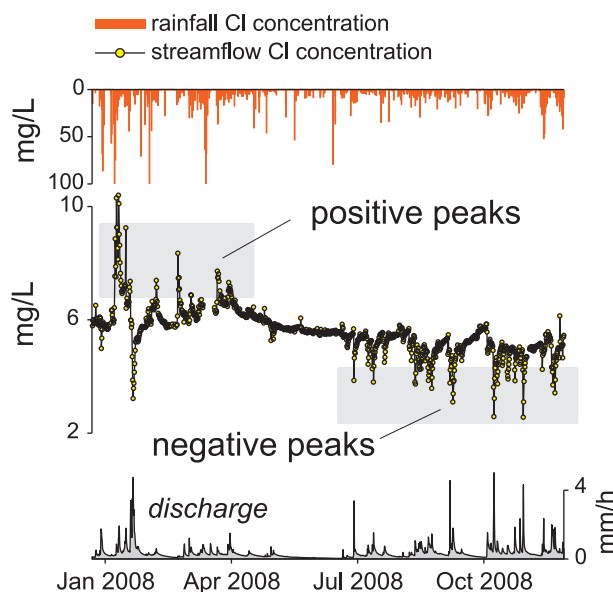 rainfall Cl concentration
streamflow Cl concentration
0
50
100
mg/L
10
6
2
mg/L
positive peaks
negative peaks
discharge
4
0
mm/h
Jan 2008 Apr 2008 Jul 2008 Oct 2008